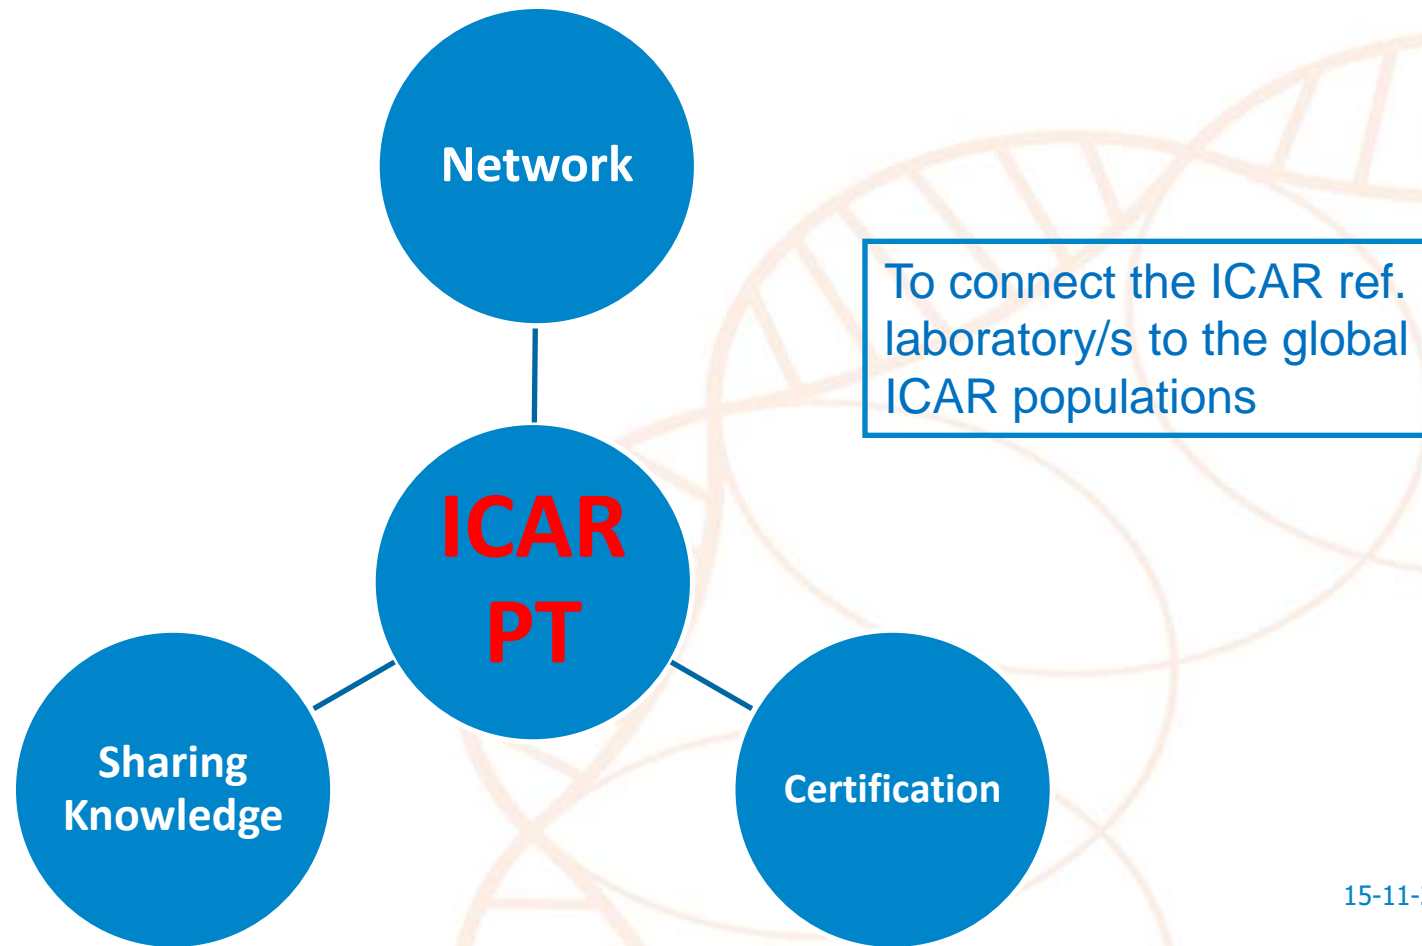 Network
To connect the ICAR ref.
laboratory/s to the global
ICAR populations
ICAR
PT
Sharing
Knowledge
Certification
15-11-